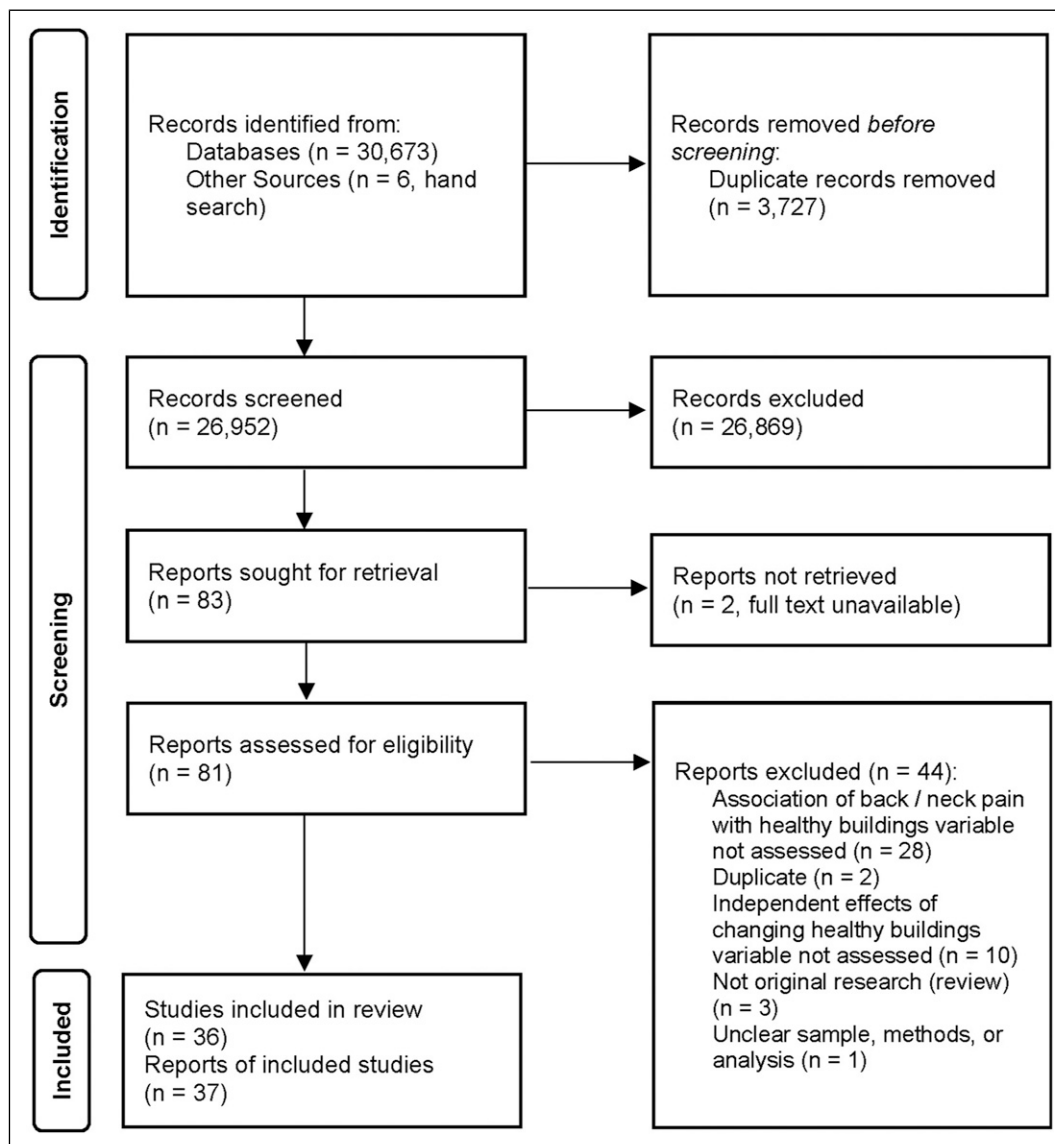 Identification
Records identified from:
Databases (n = 30,673)
Other Sources (n = 6, hand
search)
Records removed before
screening:
Duplicate records removed
(n = 3,727)
Screening
Records screened
(n = 26,952)
Records excluded
(n = 26,869)
Reports sought for retrieval
(n = 83)
Reports not retrieved
(n = 2, full text unavailable)
Reports assessed for eligibility
(n = 81)
Reports excluded (n = 44):
Association of back / neck pain
with healthy buildings variable
not assessed (n = 28)
Duplicate (n = 2)
Independent effects of
changing healthy buildings
variable not assessed (n = 10)
Not original research (review)
(n = 3)
Unclear sample, methods, or
analysis (n = 1)
Included
Studies included in review
(n = 36)
Reports of included studies
(n = 37)